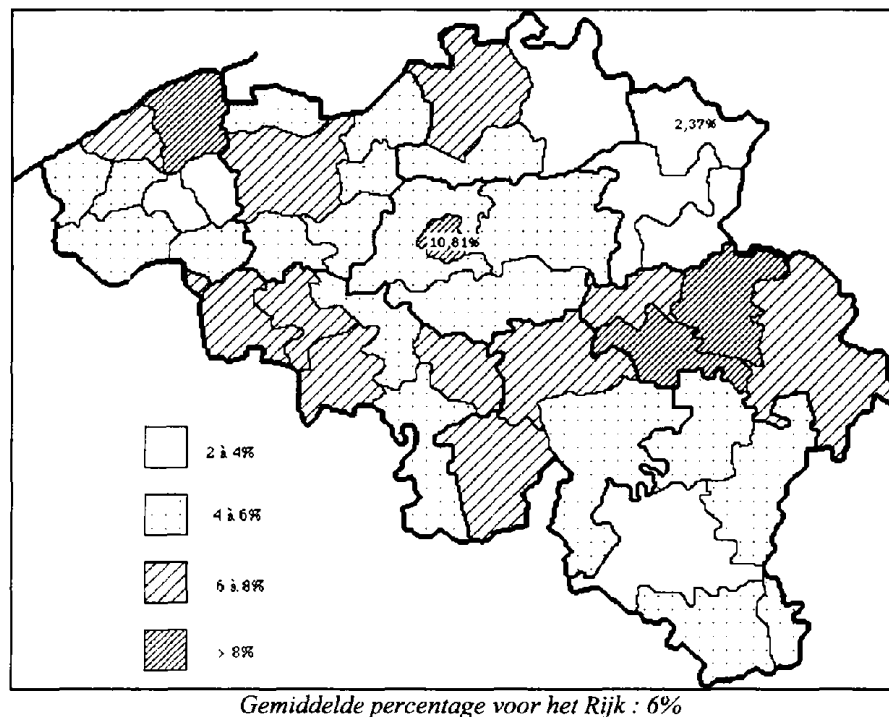 2,37%
10,81%
2 à 4%
4 à 6%
6 à 8%
> 8%
Gemiddelde percentage voor het Rijk : 6%